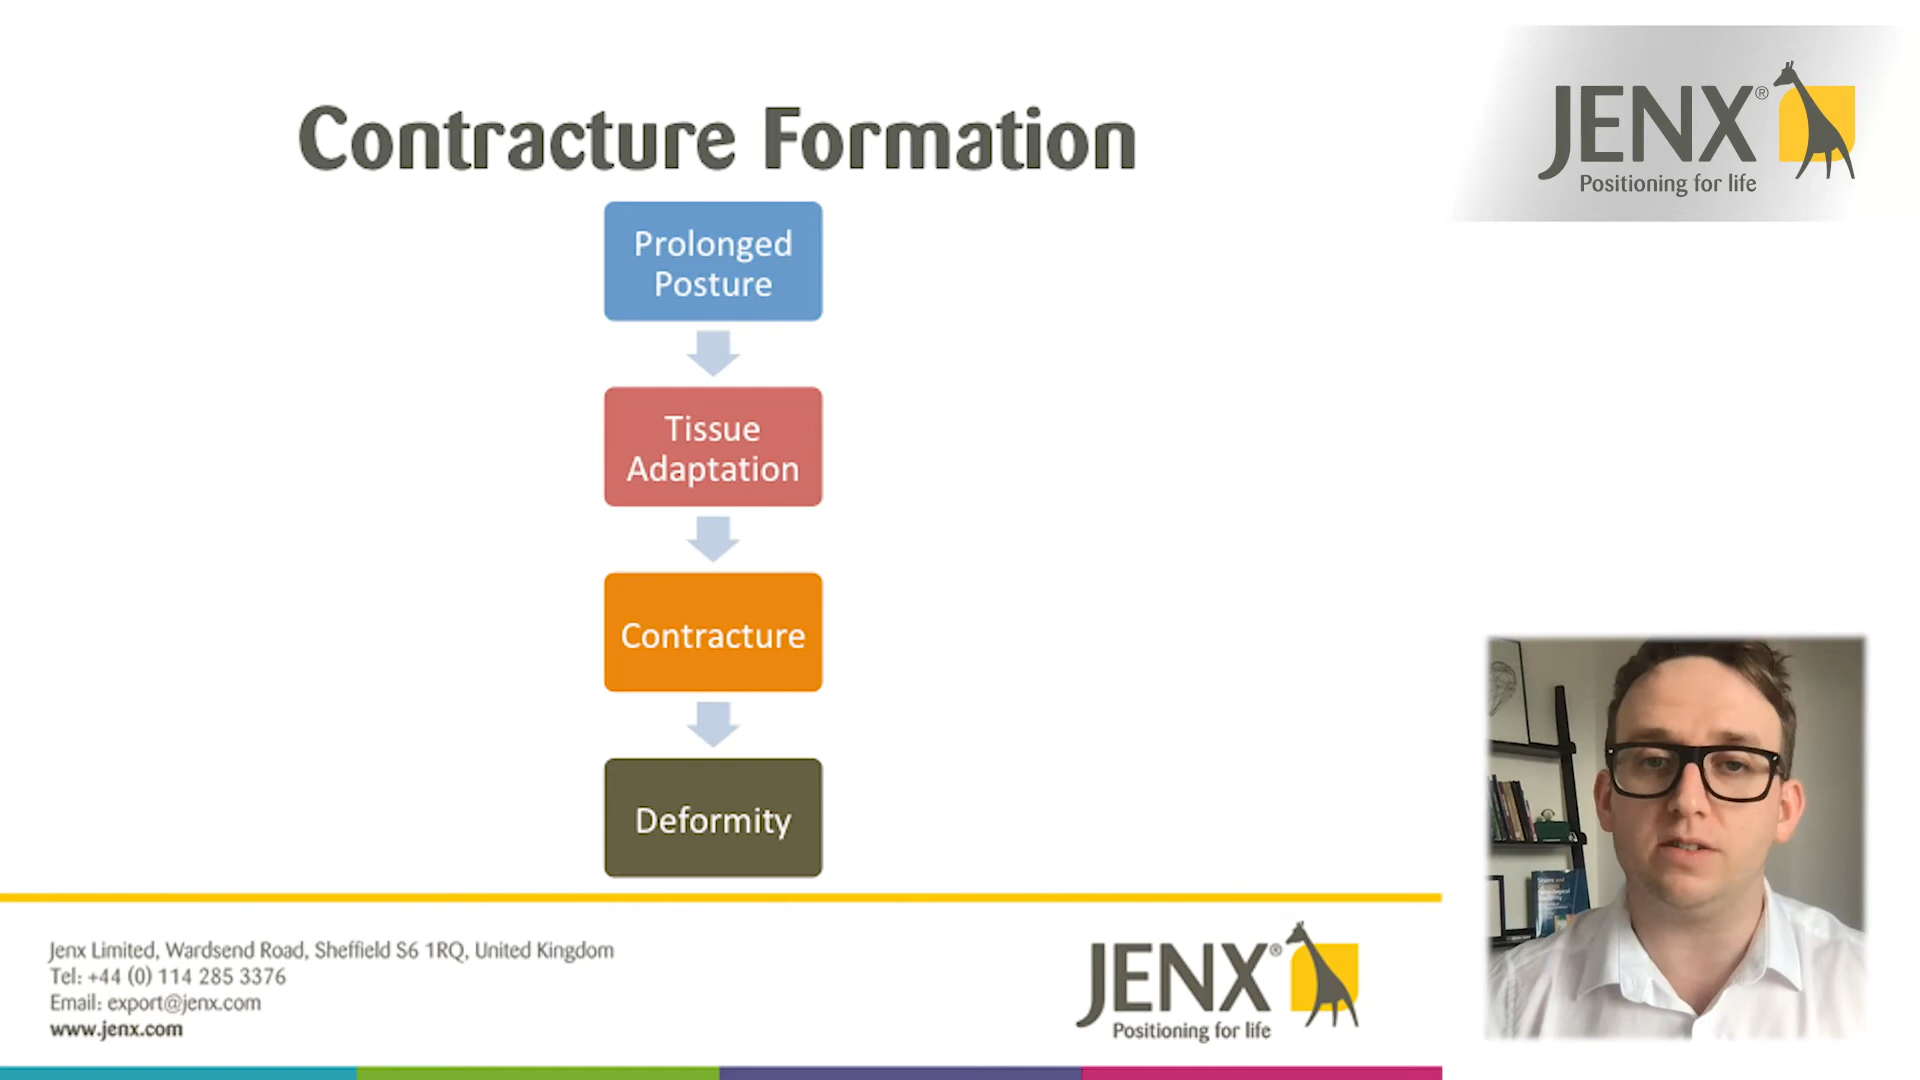 Contracture Formation
JENX®
Positioning for life
Prolonged
Posture
Tissue
Adaptation
Contracture
Deformity
Jenx Limited, Wardsend Road, Sheffield S6 1RQ, United Kingdom
Tel: +44 (0) 114 285 3376
Email: export@jenx.com
www.jenx.com
JENX®
Positioning for life